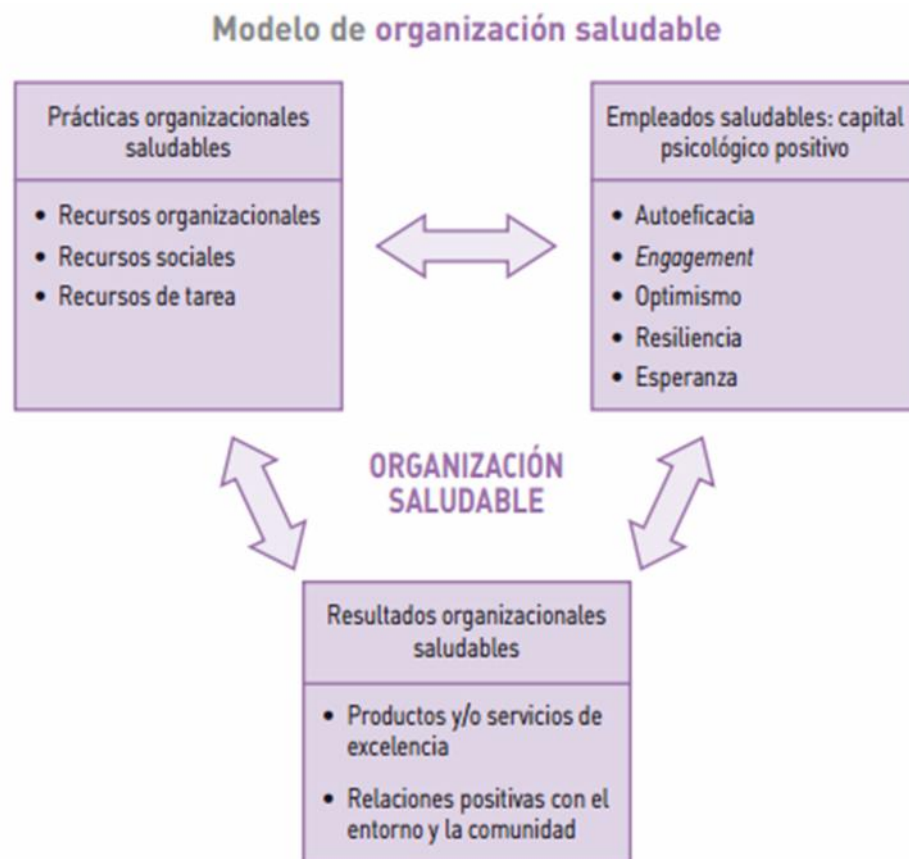 Modelo de organización saludable
Prácticas organizacionales
saludables
• Recursos organizacionales
• Recursos sociales
• Recursos de tarea
Empleados saludables: capital
psicológico positivo
• Autoeficacia
• Engagement
• Optimismo
• Resiliencia
• Esperanza
ORGANIZACIÓN
SALUDABLE
Resultados organizacionales
saludables
• Productos y/o servicios de
excelencia
• Relaciones positivas con el
entorno y la comunidad